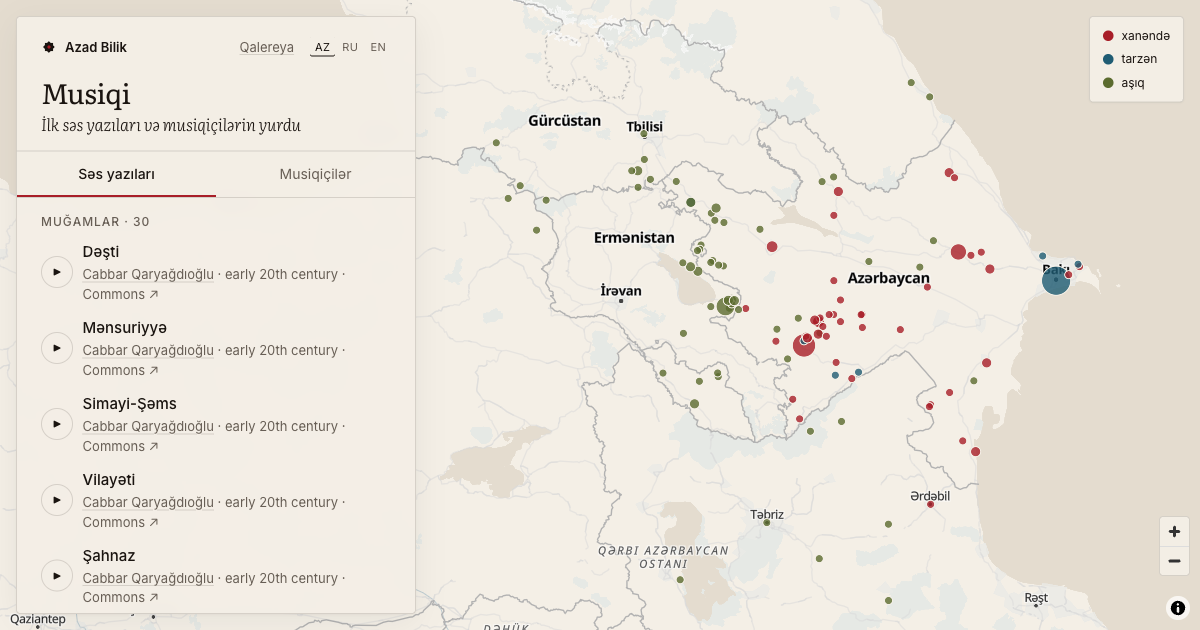 Azad Bilik
Qalereya
AZ RU EN
Musiqi
İlk səs yazıları və musiqiçilərin yurdu
Səs yazıları
Musiqiçilər
MUĞAMLAR · 30
Dəşti
Cabbar Qaryağdıoğlu · early 20th century ·
Commons ↗
Mənsuriyyə
Cabbar Qaryağdıoğlu · early 20th century ·
Commons ↗
Simayi-Şəms
Cabbar Qaryağdıoğlu · early 20th century ·
Commons ↗
Vilayəti
Cabbar Qaryağdıoğlu · early 20th century ·
Commons ↗
Şahnaz
Cabbar Qaryağdıoğlu · early 20th century ·
Commons ↗
xanəndə
tarzən
aşıq
Gürcüstan
Tbilisi
Ermənistan
İrəvan
Azərbaycan
Bakı
Ərdəbil
Təbriz
QƏRBİ AZƏRBAYCAN
OSTANI
Rəşt
Qaziantep
DƏHÜK